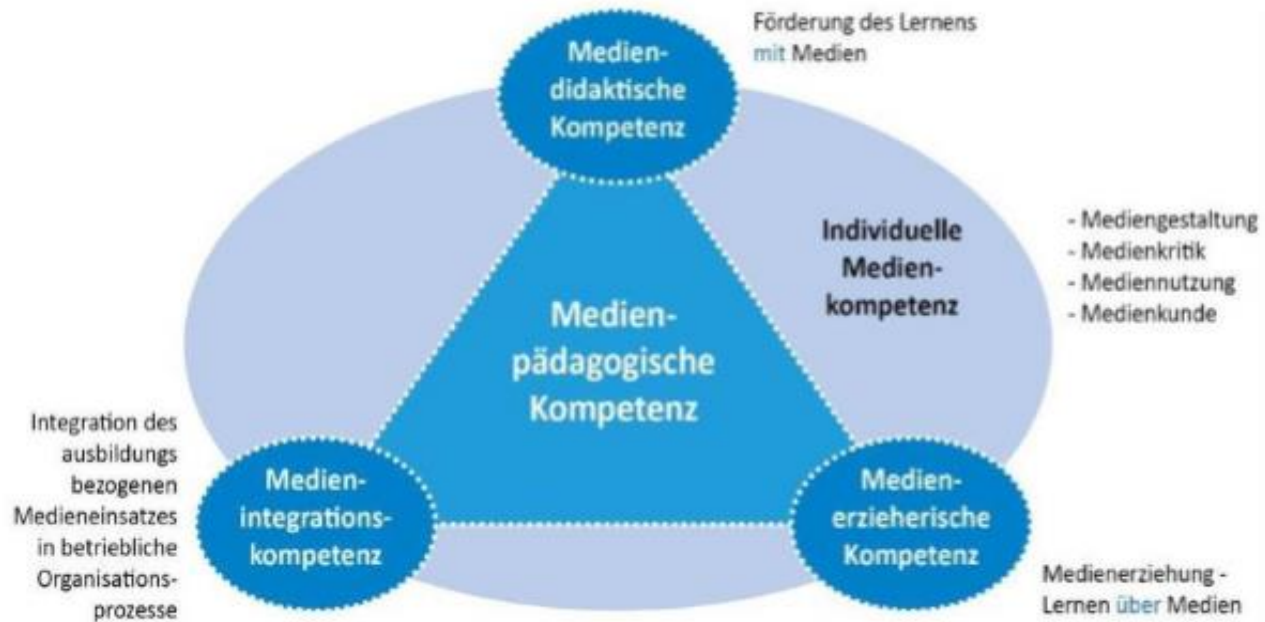 Medien-
didaktische
Kompetenz
Förderung des Lernens
mit Medien
Individuelle
Medien-
kompetenz
- Mediengestaltung
- Medienkritik
- Mediennutzung
- Medienkunde
Medien-
pädagogische
Kompetenz
Integration des
ausbildungs
bezogenen
Medieneinsatzes
in betriebliche
Organisations-
prozesse
Medien-
integrations-
kompetenz
Medien-
erzieherische
Kompetenz
Medienerziehung -
Lernen über Medien